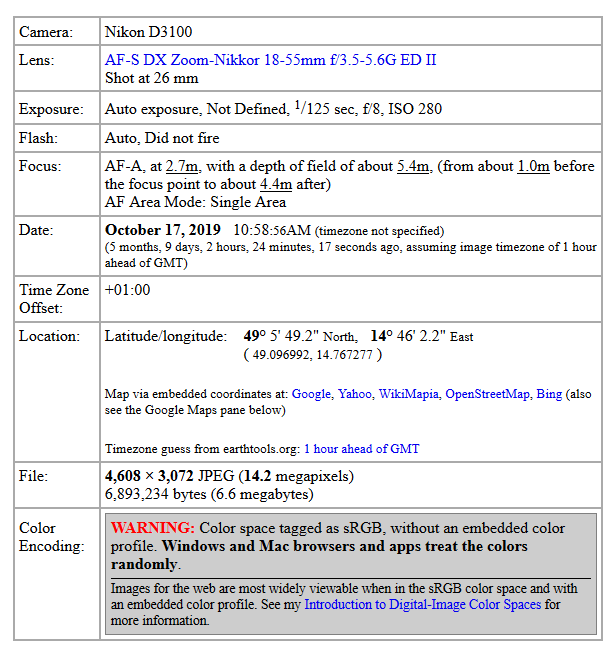 Camera: Nikon D3100
Lens: AF-S DX Zoom-Nikkor 18-55mm f/3.5-5.6G ED II
Shot at 26 mm
Exposure: Auto exposure, Not Defined, 1/125 sec, f/8, ISO 280
Flash: Auto, Did not fire
Focus: AF-A, at 2.7m, with a depth of field of about 5.4m, (from about 1.0m before
the focus point to about 4.4m after)
AF Area Mode: Single Area
Date: October 17, 2019 10:58:56AM (timezone not specified)
(5 months, 9 days, 2 hours, 24 minutes, 17 seconds ago, assuming image timezone of 1 hour
ahead of GMT)
Time Zone
Offset: +01:00
Location: Latitude/longitude: 49° 5' 49.2" North, 14° 46' 2.2" East
( 49.096992, 14.767277 )
Map via embedded coordinates at: Google, Yahoo, WikiMapia, OpenStreetMap, Bing (also
see the Google Maps pane below)
Timezone guess from earthtools.org: 1 hour ahead of GMT
File: 4,608 × 3,072 JPEG (14.2 megapixels)
6,893,234 bytes (6.6 megabytes)
Color
Encoding: WARNING: Color space tagged as sRGB, without an embedded color
profile. Windows and Mac browsers and apps treat the colors
randomly.
Images for the web are most widely viewable when in the sRGB color space and with
an embedded color profile. See my Introduction to Digital-Image Color Spaces for
more information.